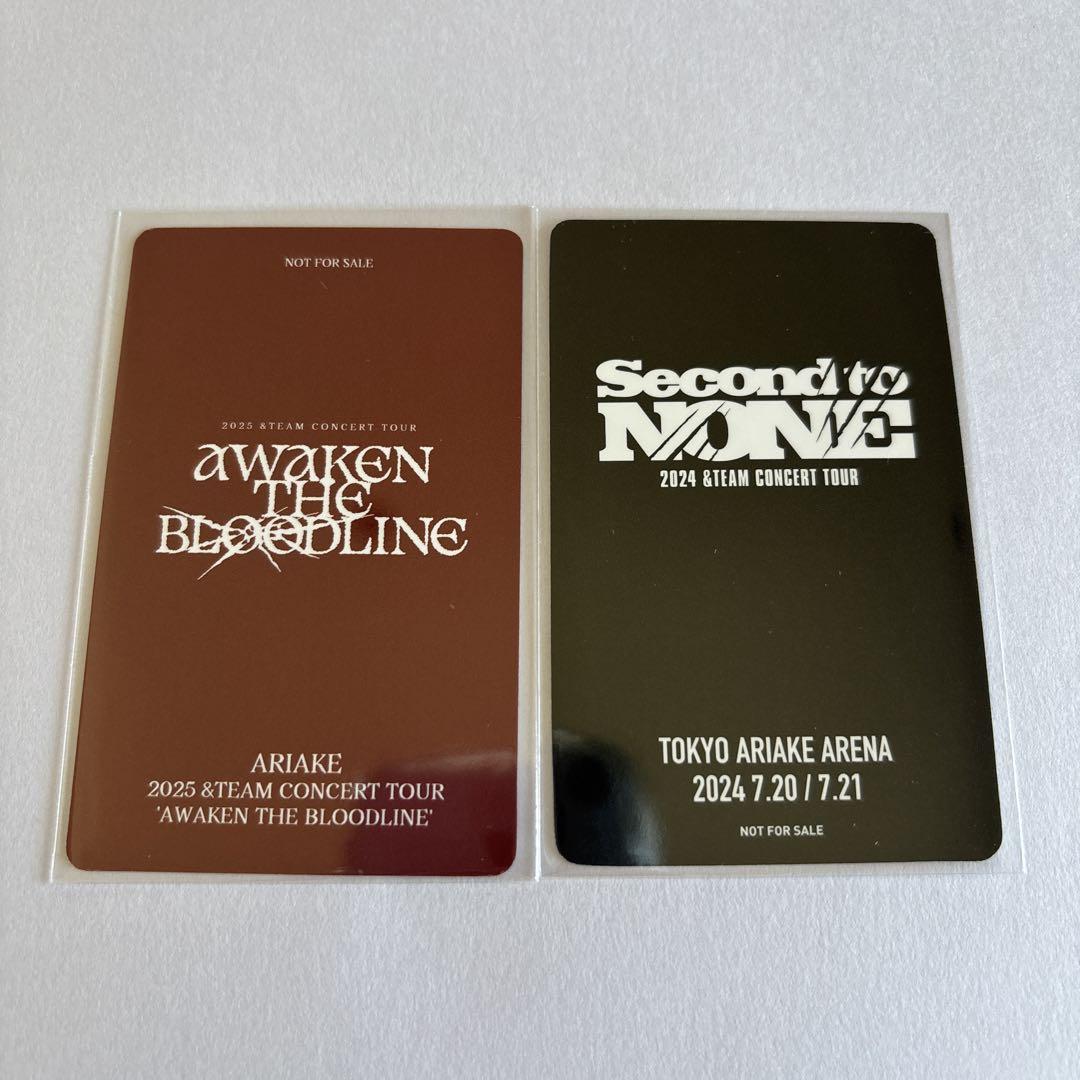 NOT FOR SALE
2025 &TEAM CONCERT TOUR
AWAKEN
THE
BLOODLINE
ARIAKE
2025 &TEAM CONCERT TOUR
'AWAKEN THE BLOODLINE'
Second to
NONE
2024 &TEAM CONCERT TOUR
TOKYO ARIAKE ARENA
2024 7.20 / 7.21
NOT FOR SALE